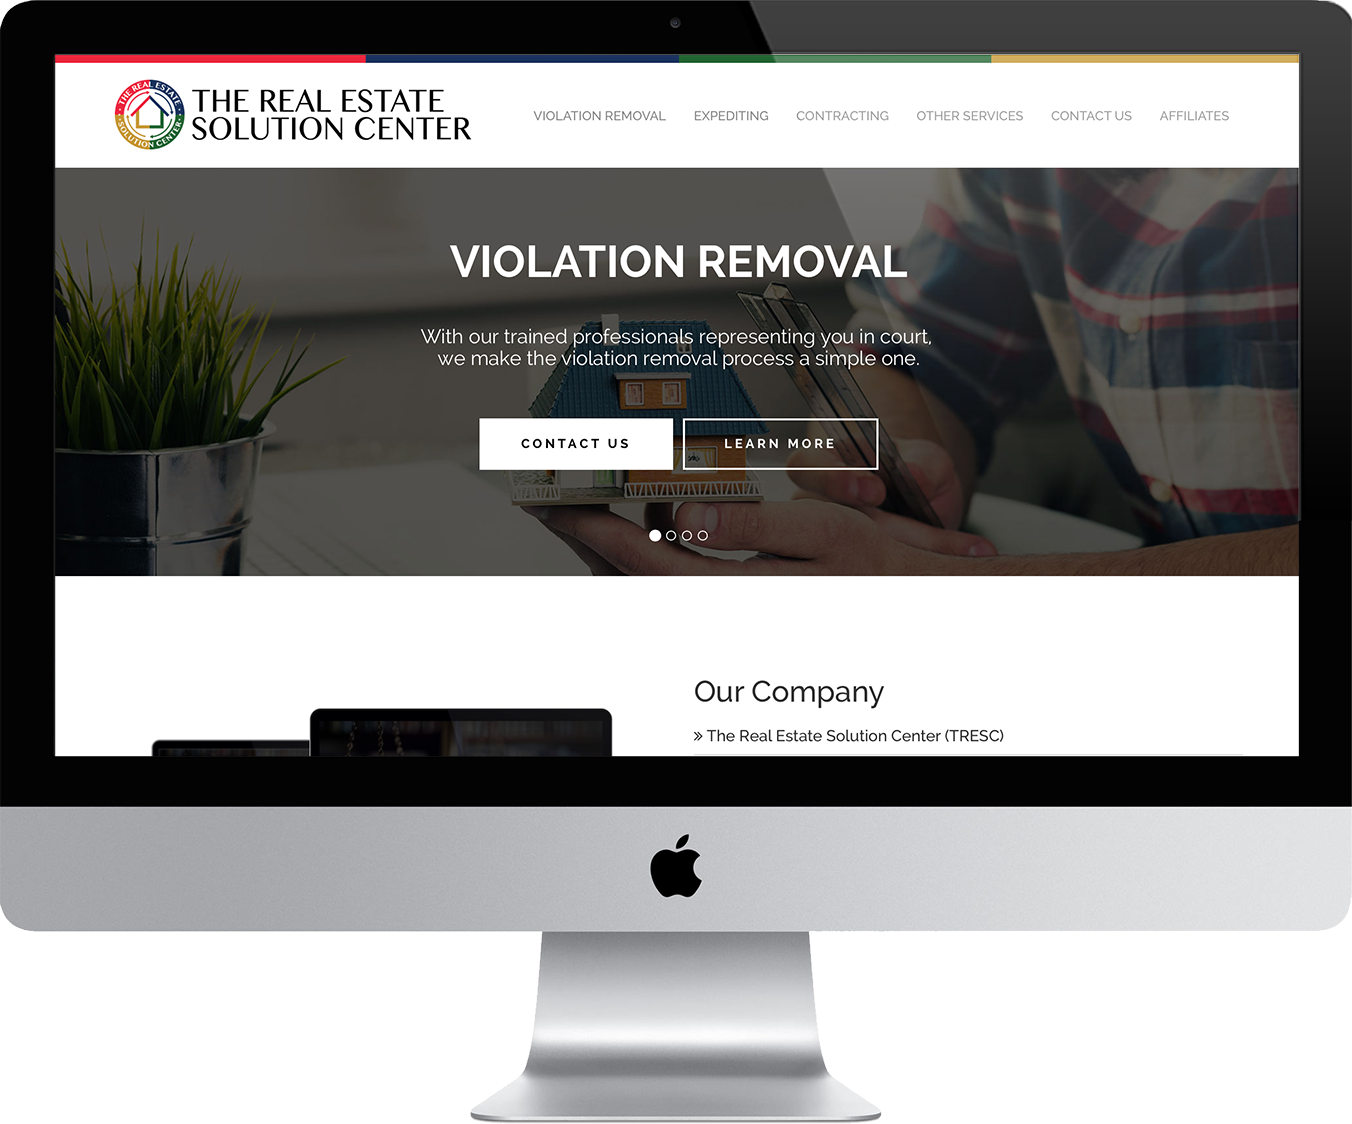 THE REAL ESTATE
SOLUTION CENTER
THE REAL ESTATE
SOLUTION CENTER
VIOLATION REMOVAL
EXPEDITING
CONTRACTING
OTHER SERVICES
CONTACT US
AFFILIATES
VIOLATION REMOVAL
With our trained professionals representing you in court,
we make the violation removal process a simple one.
CONTACT US
LEARN MORE
Our Company
» The Real Estate Solution Center (TRESC)